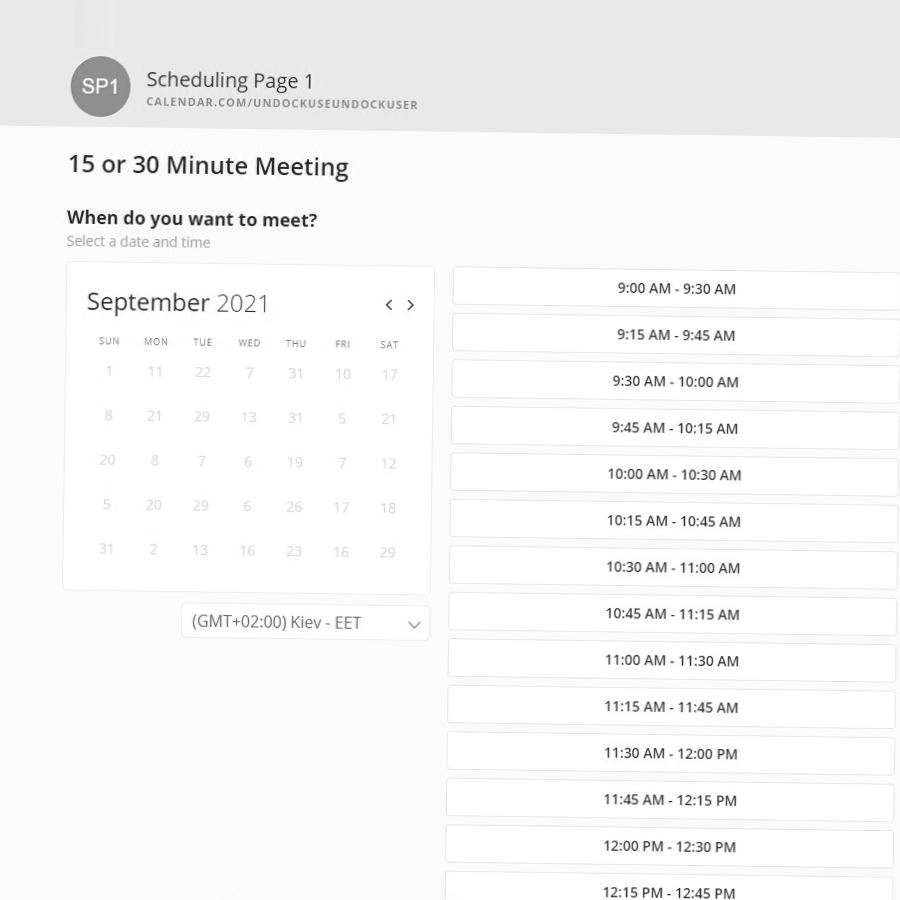 SP1
Scheduling Page 1
CALENDAR.COM/UNDOCKUSEUNDOCKUSER
15 or 30 Minute Meeting
When do you want to meet?
Select a date and time
September 2021
SUN MON TUE WED THU FRI SAT
1 11 22 7 31 10 17
8 21 29 13 31 5 21
20 8 7 6 19 7 12
5 20 29 6 26 17 18
31 2 13 16 23 16 29
(GMT+02:00) Kiev - EET
9:00 AM - 9:30 AM
9:15 AM - 9:45 AM
9:30 AM - 10:00 AM
9:45 AM - 10:15 AM
10:00 AM - 10:30 AM
10:15 AM - 10:45 AM
10:30 AM - 11:00 AM
10:45 AM - 11:15 AM
11:00 AM - 11:30 AM
11:15 AM - 11:45 AM
11:30 AM - 12:00 PM
11:45 AM - 12:15 PM
12:00 PM - 12:30 PM
12:15 PM - 12:45 PM